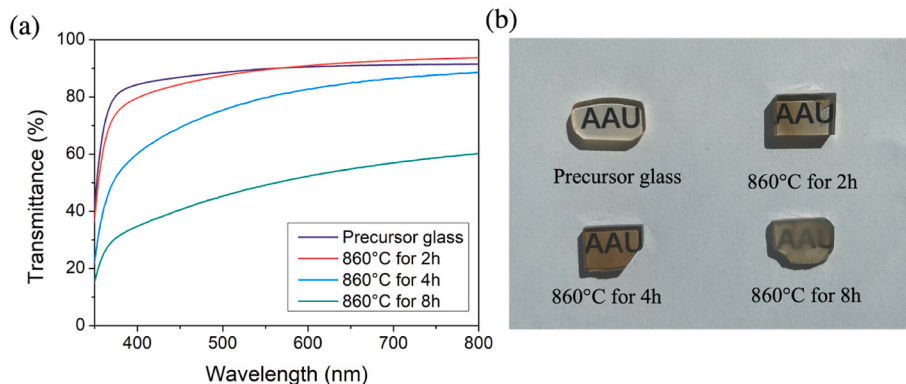 (a)
100
80
60
40
20
0
Transmittance (%)
400
500
600
700
800
Wavelength (nm)
Precursor glass
860°C for 2h
860°C for 4h
860°C for 8h
(b)
AAU
Precursor glass
AAU
860°C for 2h
AAU
860°C for 4h
AAU
860°C for 8h